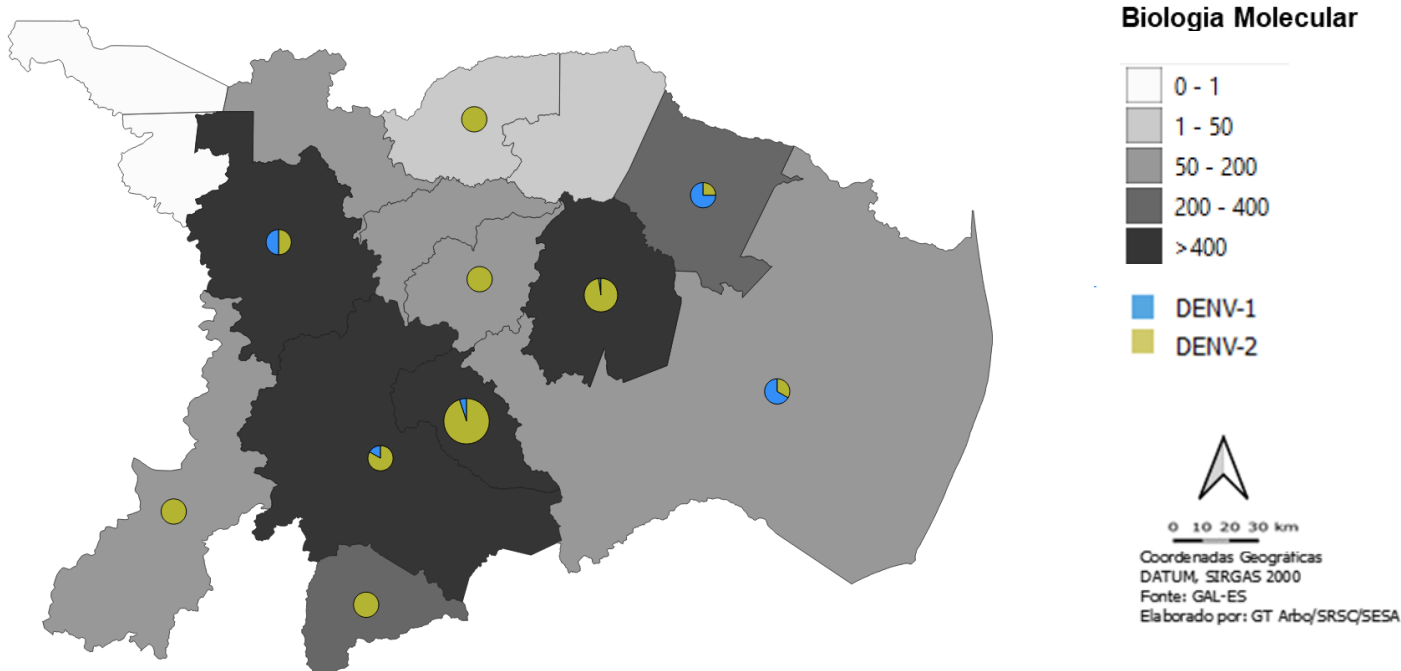 Biologia Molecular
0 - 1
1 - 50
50 - 200
200 - 400
>400
DENV-1
DENV-2
0 10 20 30 km
Coordenadas Geográficas
DATUM, SIRGAS 2000
Fonte: GAL-ES
Elaborado por: GT Arbo/SRSC/SESA